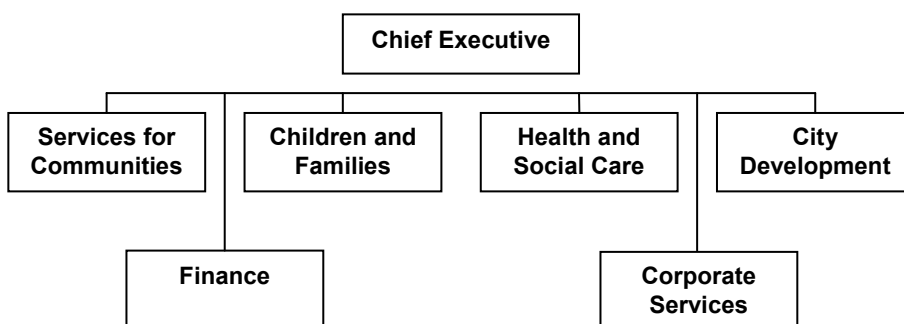 Chief Executive
Services for
Communities
Children and
Families
Health and
Social Care
City
Development
Finance
Corporate
Services